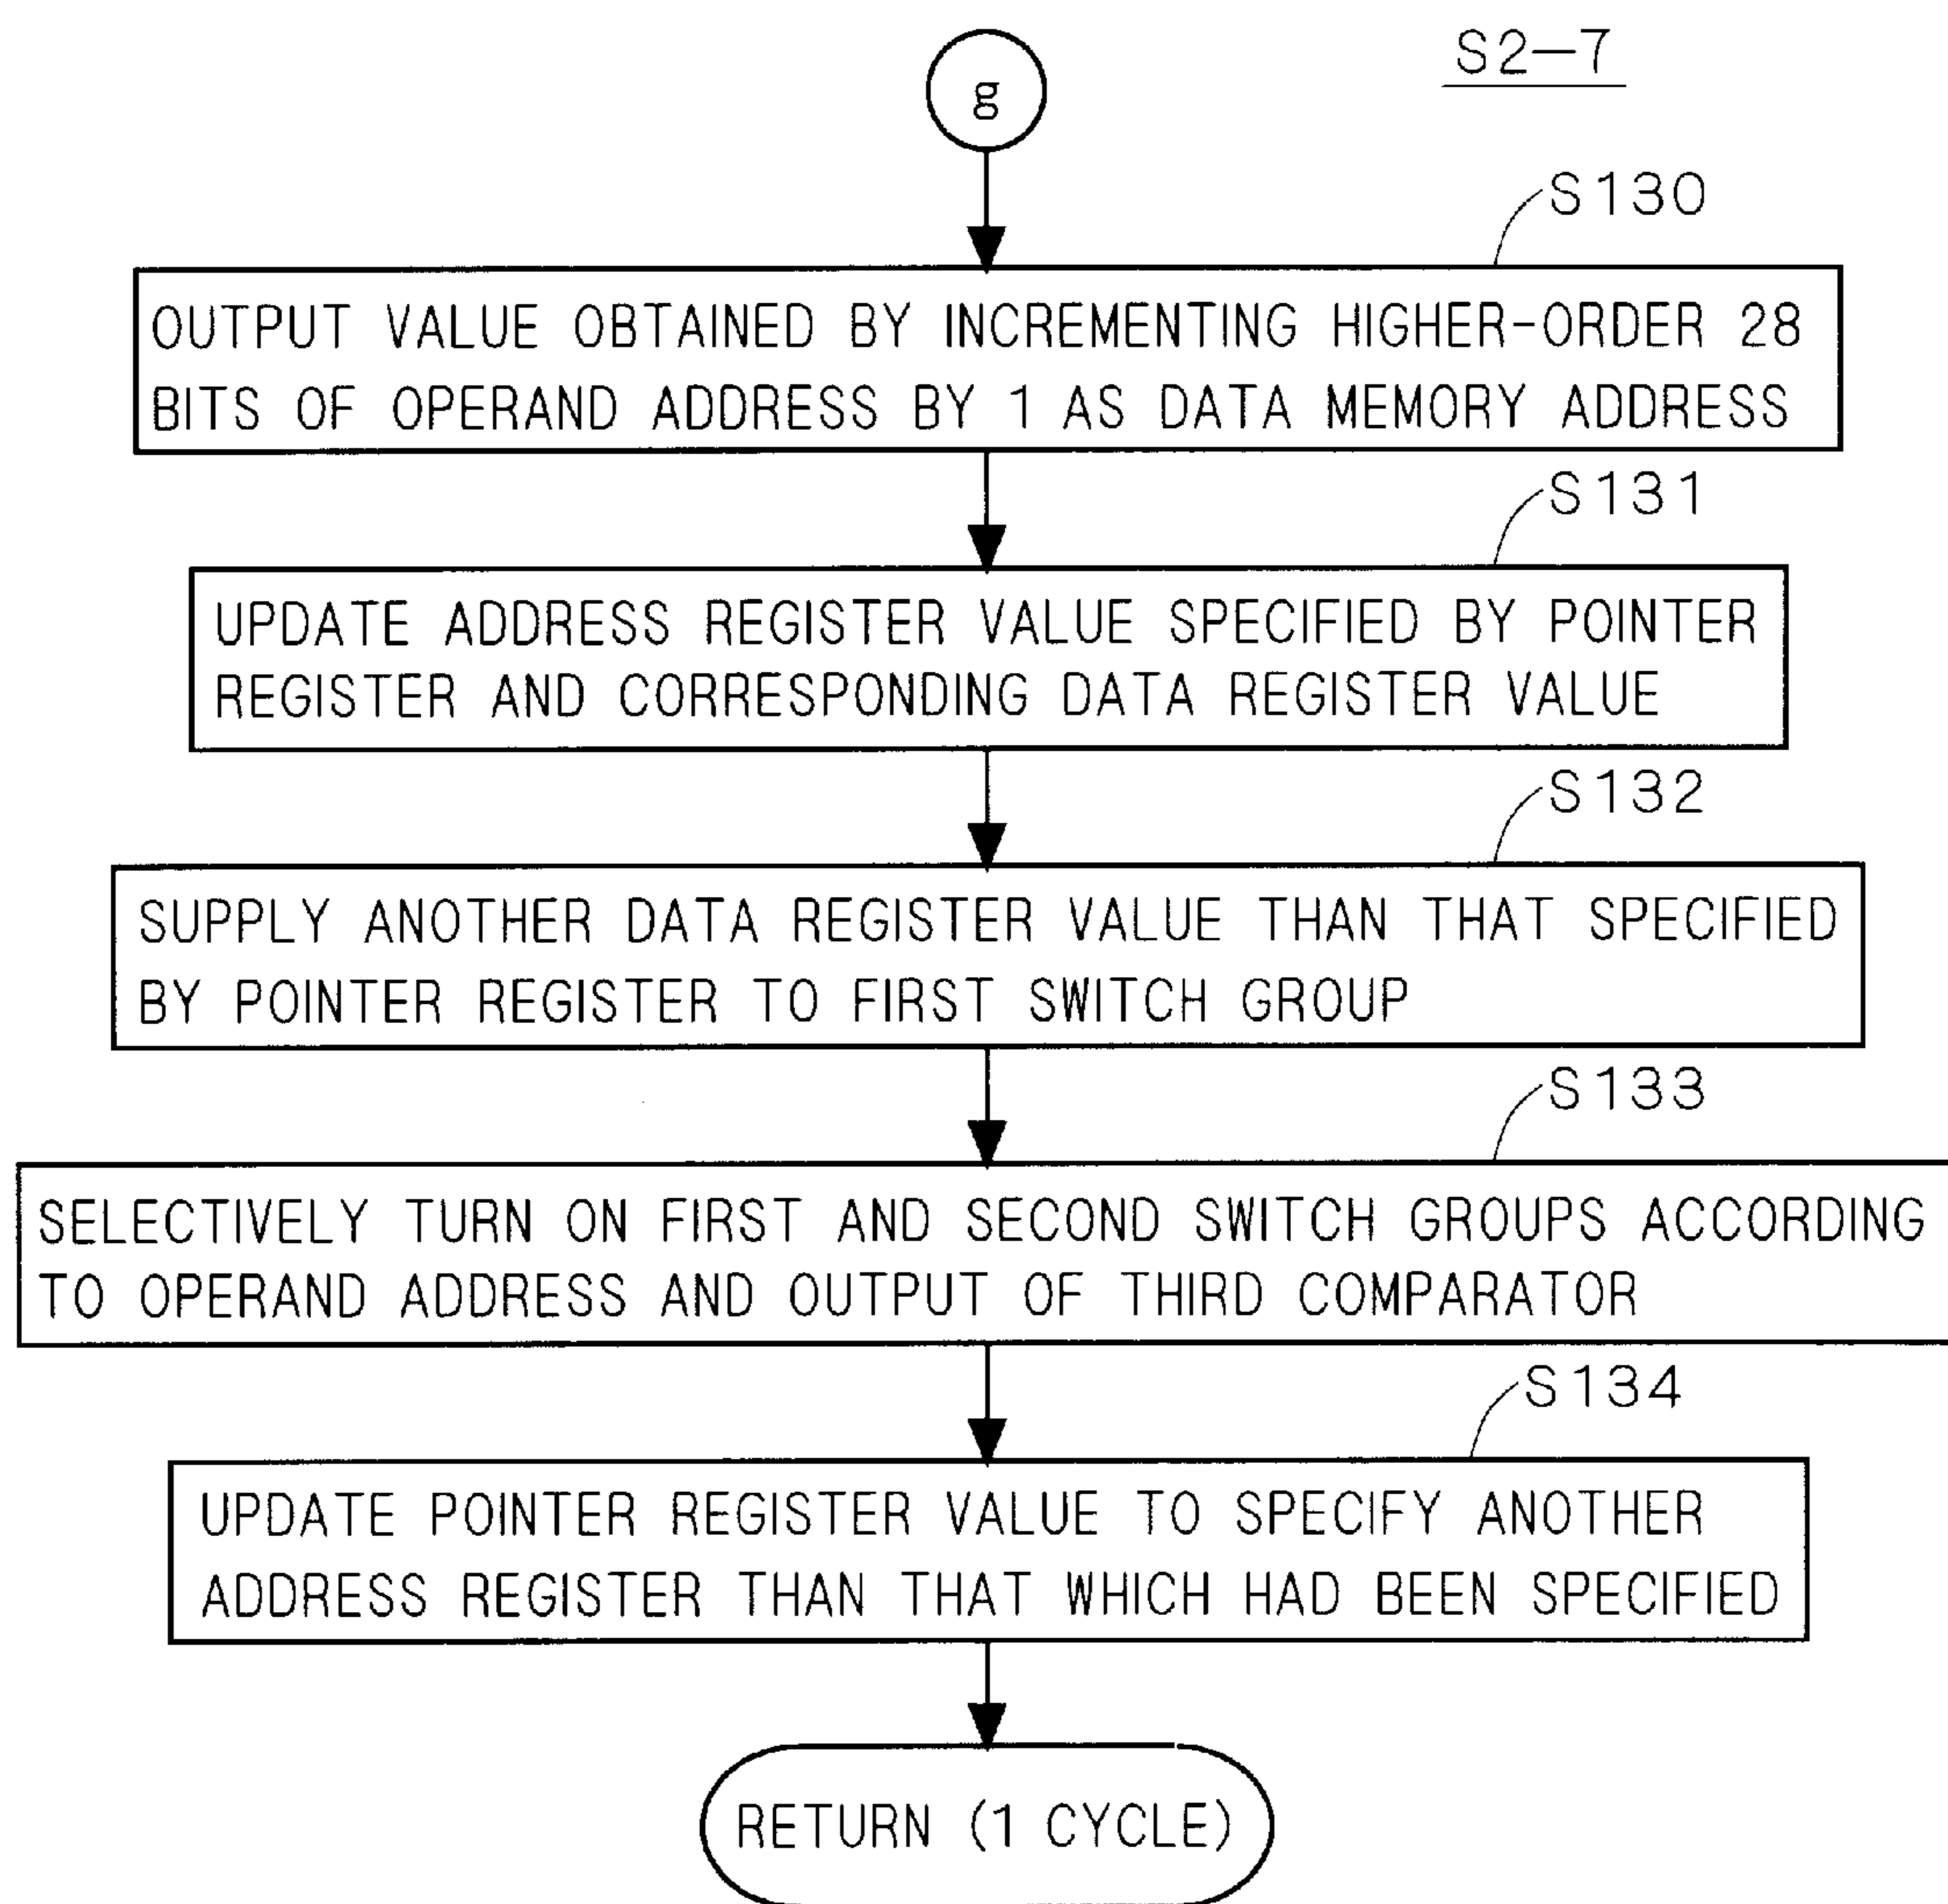 S2-7
g
S130
OUTPUT VALUE OBTAINED BY INCREMENTING HIGHER-ORDER 28
BITS OF OPERAND ADDRESS BY 1 AS DATA MEMORY ADDRESS
S131
UPDATE ADDRESS REGISTER VALUE SPECIFIED BY POINTER
REGISTER AND CORRESPONDING DATA REGISTER VALUE
S132
SUPPLY ANOTHER DATA REGISTER VALUE THAN THAT SPECIFIED
BY POINTER REGISTER TO FIRST SWITCH GROUP
S133
SELECTIVELY TURN ON FIRST AND SECOND SWITCH GROUPS ACCORDING
TO OPERAND ADDRESS AND OUTPUT OF THIRD COMPARATOR
S134
UPDATE POINTER REGISTER VALUE TO SPECIFY ANOTHER
ADDRESS REGISTER THAN THAT WHICH HAD BEEN SPECIFIED
RETURN (1 CYCLE)